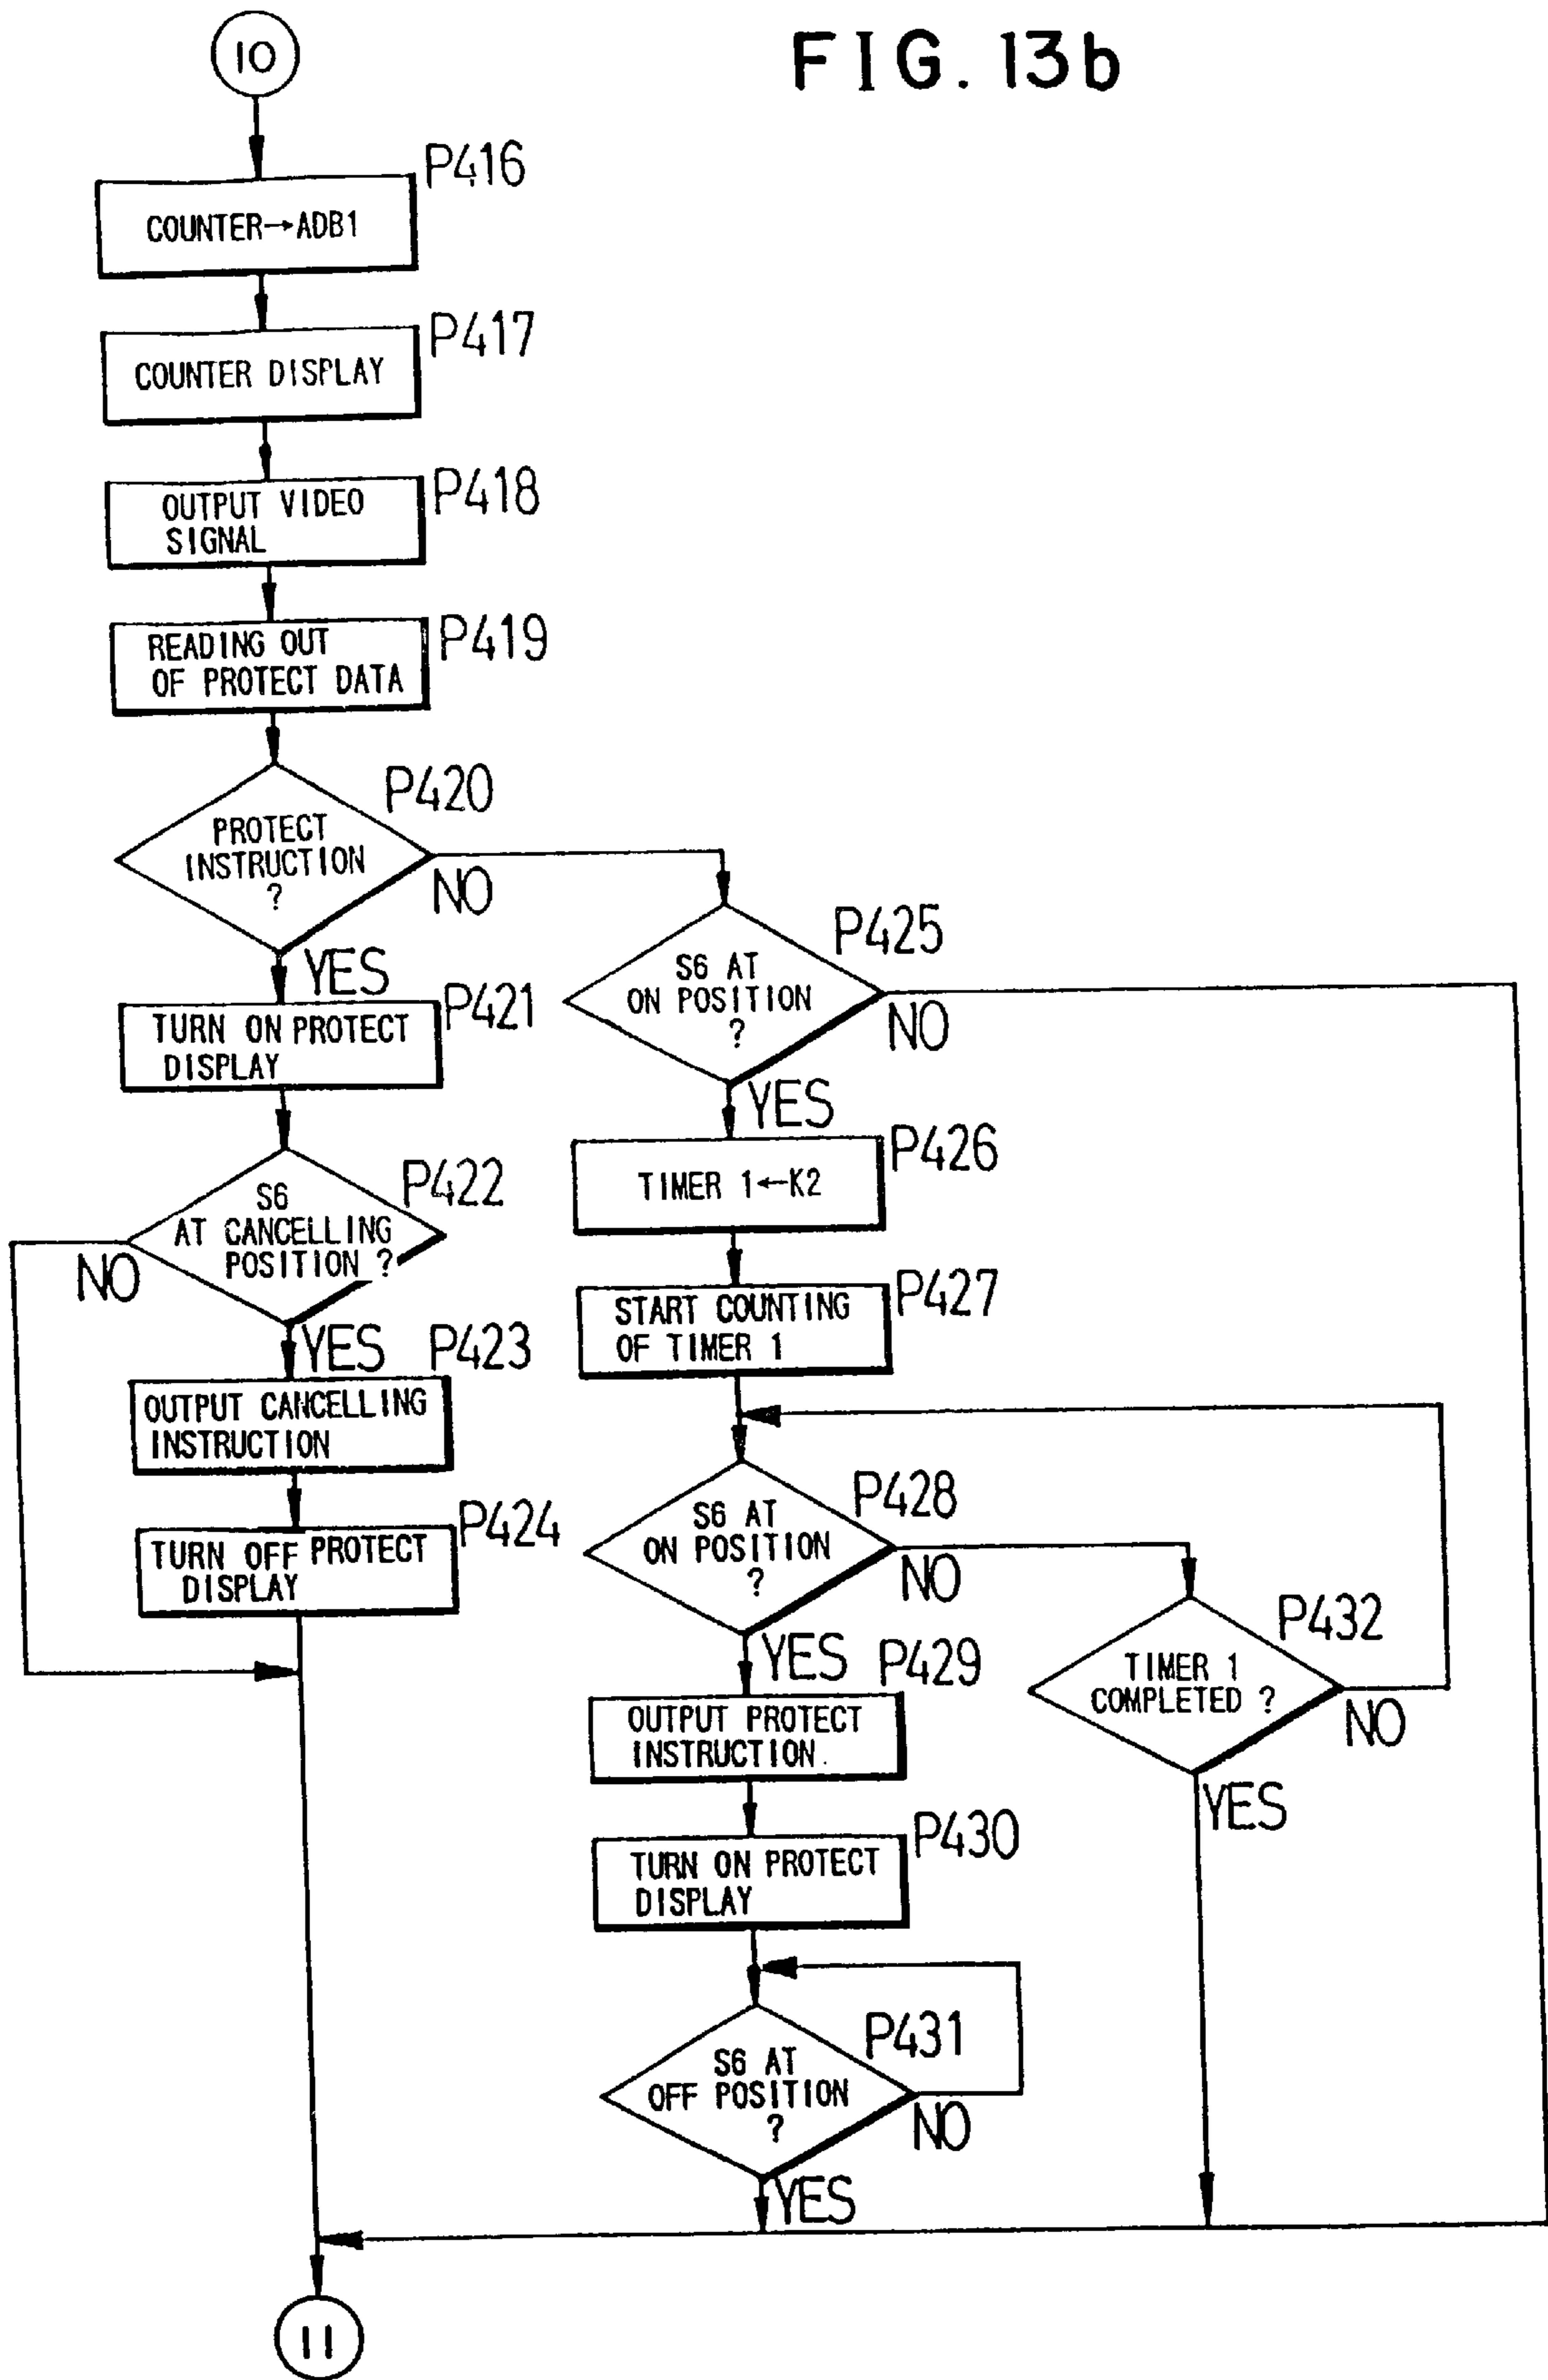 FIG. 13b
10
P416
COUNTER→ADB1
P417
COUNTER DISPLAY
P418
OUTPUT VIDEO
SIGNAL
P419
READING OUT
OF PROTECT DATA
P420
PROTECT
INSTRUCTION
?
NO
YES
P421
TURN ON PROTECT
DISPLAY
P422
S6
AT CANCELLING
POSITION ?
NO
YES
P423
OUTPUT CANCELLING
INSTRUCTION
P424
TURN OFF PROTECT
DISPLAY
P425
S6 AT
ON POSITION
?
NO
YES
P426
TIMER 1←K2
P427
START COUNTING
OF TIMER 1
P428
S6 AT
ON POSITION
?
NO
YES
P429
OUTPUT PROTECT
INSTRUCTION
P430
TURN ON PROTECT
DISPLAY
P431
S6 AT
OFF POSITION
?
NO
YES
P432
TIMER 1
COMPLETED ?
NO
YES
11